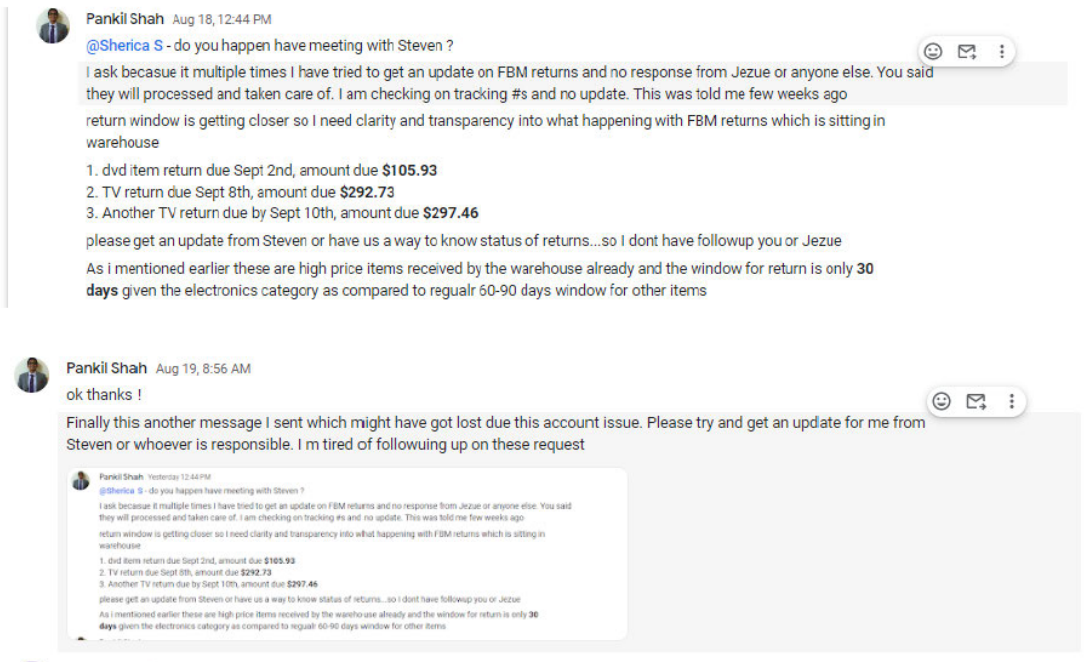 Pankil Shah Aug 18, 12:44 PM
@Sherica S - do you happen have meeting with Steven ?
I ask becasue it multiple times I have tried to get an update on FBM returns and no response from Jezue or anyone else. You said
they will processed and taken care of. I am checking on tracking #s and no update. This was told me few weeks ago
return window is getting closer so I need clarity and transparency into what happening with FBM returns which is sitting in
warehouse
1. dvd item return due Sept 2nd, amount due $105.93
2. TV return due Sept 8th, amount due $292.73
3. Another TV return due by Sept 10th, amount due $297.46
please get an update from Steven or have us a way to know status of returns...so I dont have followup you or Jezue
As i mentioned earlier these are high price items received by the warehouse already and the window for return is only 30
days given the electronics category as compared to regualr 60-90 days window for other items
Pankil Shah Aug 19, 8:56 AM
ok thanks !
Finally this another message I sent which might have got lost due this account issue. Please try and get an update for me from
Steven or whoever is responsible. I m tired of followuing up on these request
Pankil Shah Yesterday 12:44 PM
@Sherica S - do you happen have meeting with Steven ?
I ask becasue it multiple times I have tried to get an update on FBM returns and no response from Jezue or anyone else. You said
they will processed and taken care of. I am checking on tracking #s and no update. This was told me few weeks ago
return window is getting closer so I need clarity and transparency into what happening with FBM returns which is sitting in
warehouse
1. dvd item return due Sept 2nd, amount due $105.93
2. TV return due Sept 8th, amount due $292.73
3. Another TV return due by Sept 10th, amount due $297.46
please get an update from Steven or have us a way to know status of returns...so I dont have followup you or Jezue
As i mentioned earlier these are high price items received by the warehouse already and the window for return is only 30
days given the electronics category as compared to regualr 60-90 days window for other items